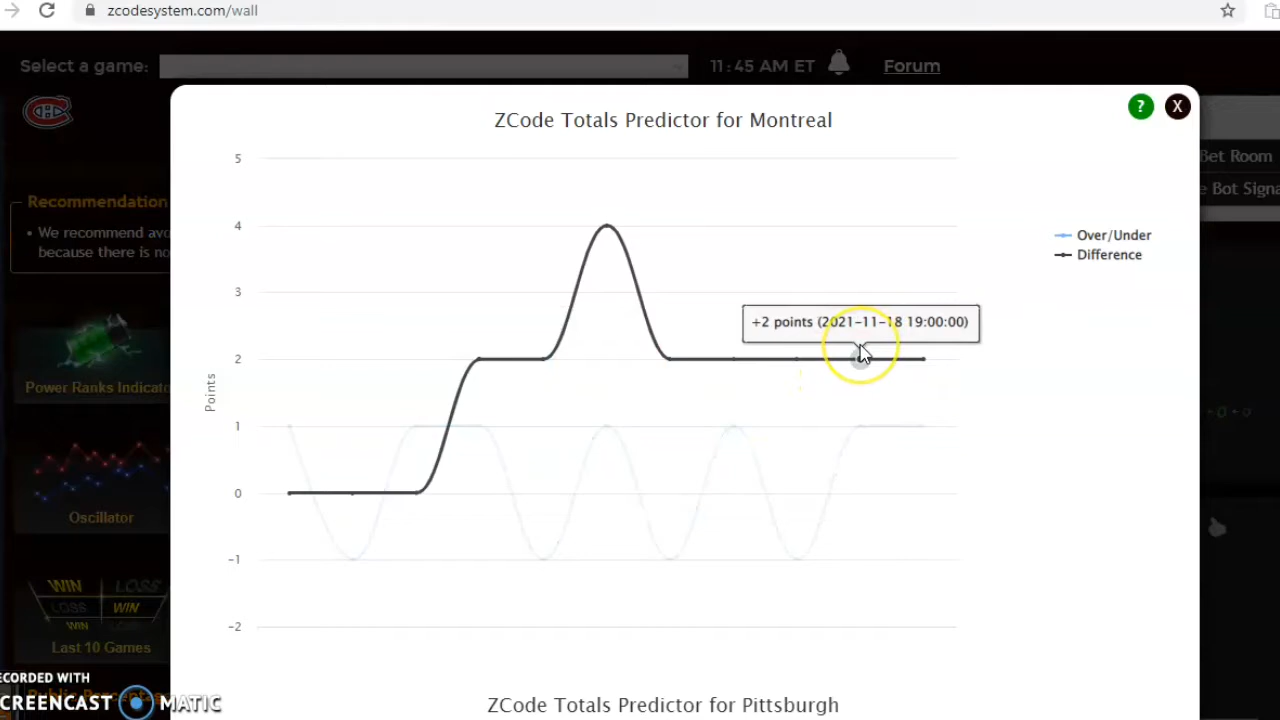 zcodesystem.com/wall
Select a game:
11:45 AM ET
Forum
ZCode Totals Predictor for Montreal
?
X
Bet Room
Bot Signa
Recommendation
• We recommend
because there is no
Power Ranks Indicato
Oscillator
WIN LOSS
LOSS WIN
WIN
Last 10 Games
Points
5
4
3
2
1
0
-1
-2
Over/Under
Difference
+2 points (2021-11-18 19:00:00)
ECORDED WITH
CREENCAST MATIC
ZCode Totals Predictor for Pittsburgh